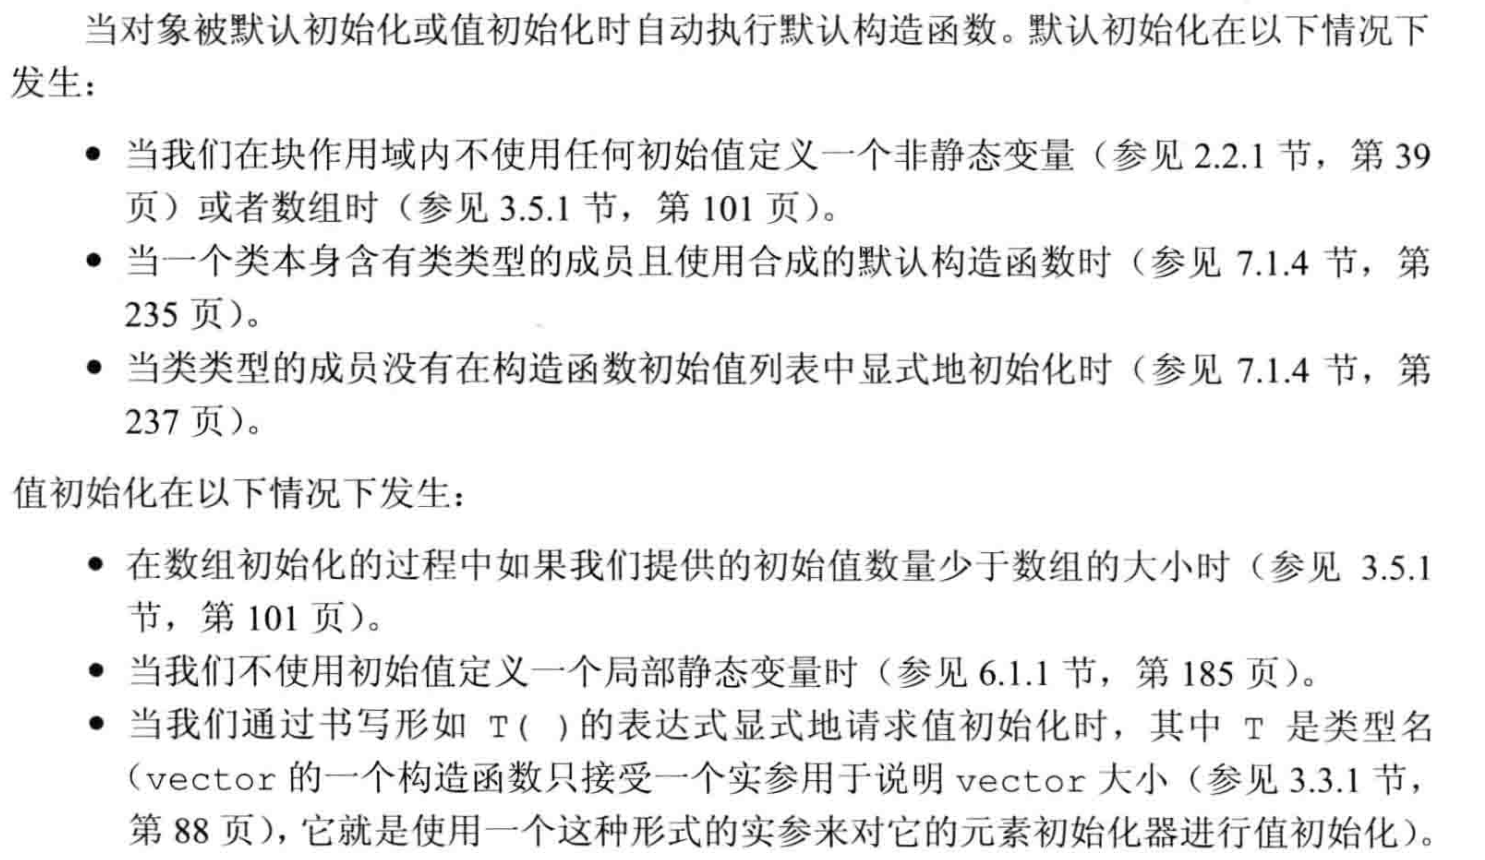 当对象被默认初始化或值初始化时自动执行默认构造函数。默认初始化在以下情况下
发生：
● 当我们在块作用域内不使用任何初始值定义一个非静态变量（参见 2.2.1 节，第 39
页）或者数组时（参见 3.5.1 节，第 101 页）。
● 当一个类本身含有类类型的成员且使用合成的默认构造函数时（参见 7.1.4 节，第
235 页）。
● 当类类型的成员没有在构造函数初始值列表中显式地初始化时（参见 7.1.4 节，第
237 页）。
值初始化在以下情况下发生：
● 在数组初始化的过程中如果我们提供的初始值数量少于数组的大小时（参见 3.5.1
节，第 101 页）。
● 当我们不使用初始值定义一个局部静态变量时（参见 6.1.1 节，第 185 页）。
● 当我们通过书写形如 T( )的表达式显式地请求值初始化时，其中 T 是类型名
（vector 的一个构造函数只接受一个实参用于说明 vector 大小（参见 3.3.1 节，
第 88 页），它就是使用一个这种形式的实参来对它的元素初始化器进行值初始化）。